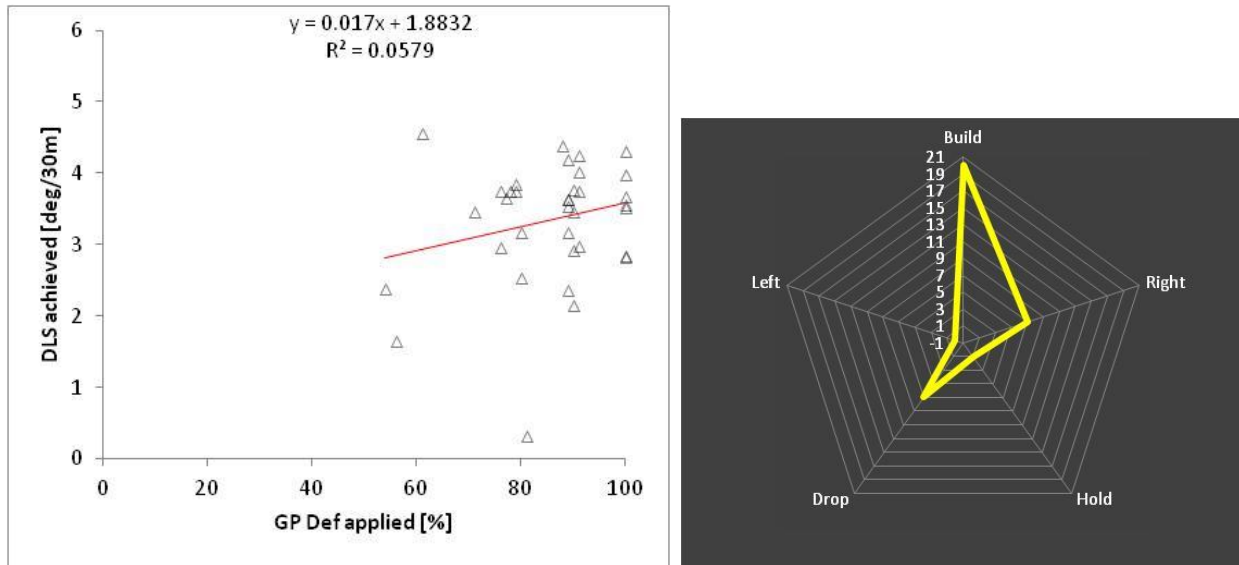 y = 0.017x + 1.8832
R² = 0.0579
6
5
4
3
2
1
0
DLS achieved [deg/30m]
0 20 40 60 80 100
GP Def applied [%]
Build
21
19
17
15
13
11
9
7
5
3
1
-1
Left
Right
Drop
Hold